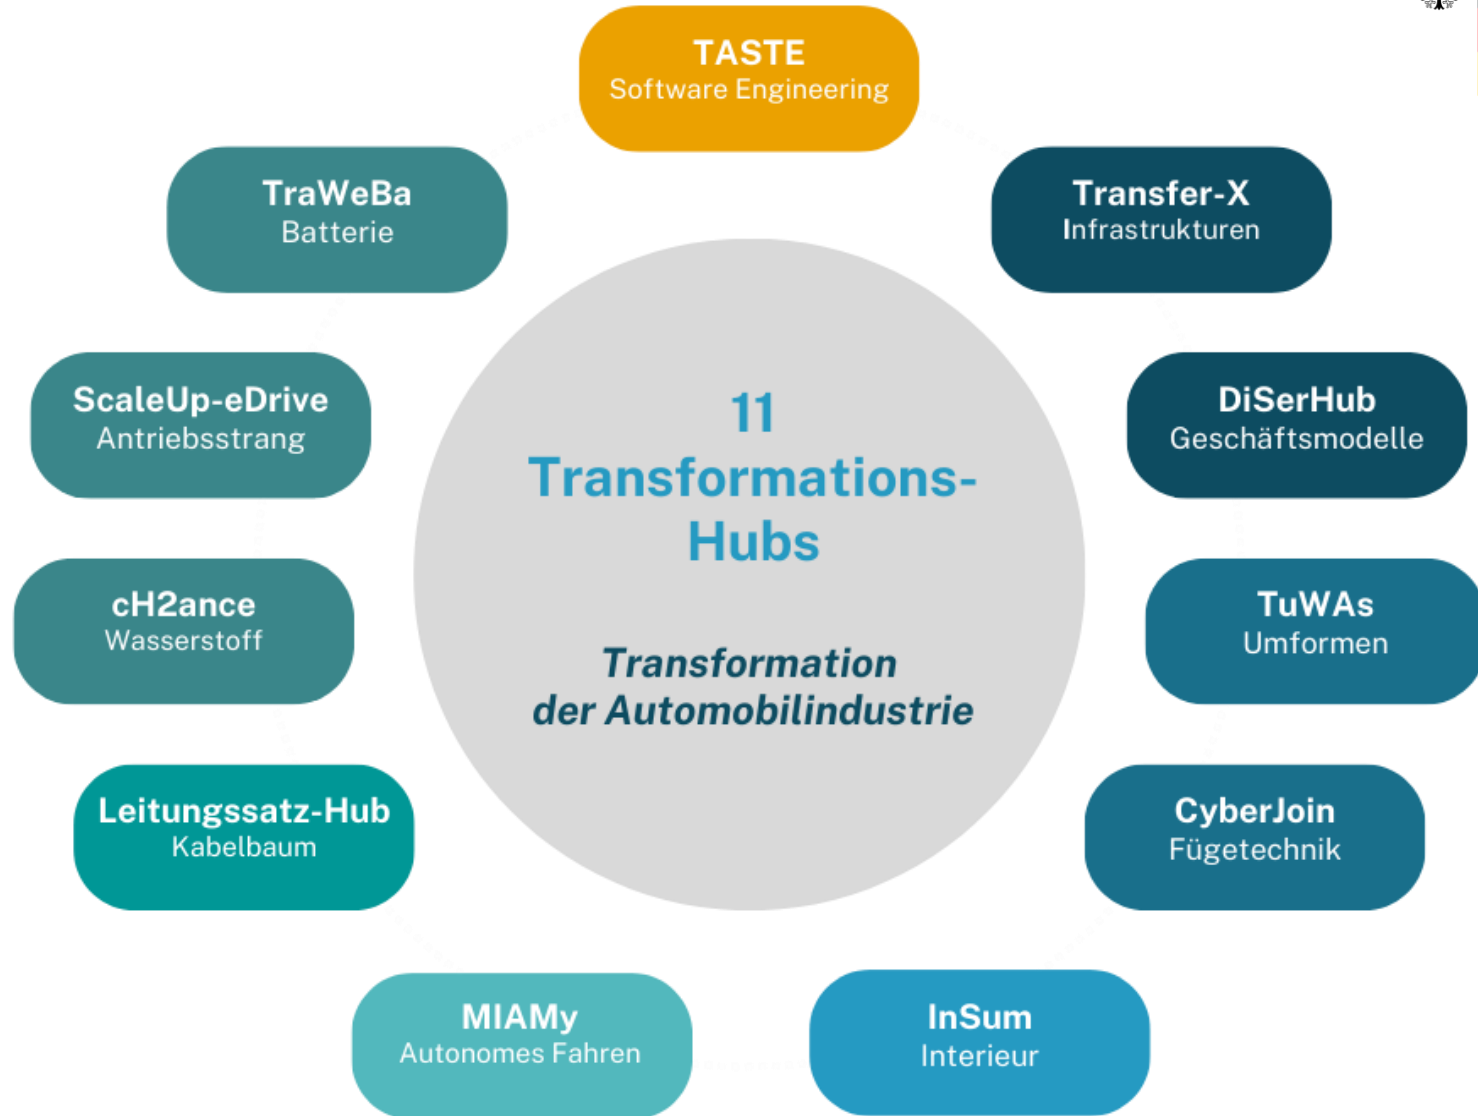 TASTE
Software Engineering
Transfer-X
Infrastrukturen
DiSerHub
Geschäftsmodelle
TuWAs
Umformen
CyberJoin
Fügetechnik
InSum
Interieur
MIAMy
Autonomes Fahren
Leitungssatz-Hub
Kabelbaum
cH2ance
Wasserstoff
ScaleUp-eDrive
Antriebsstrang
TraWeBa
Batterie
11
Transformations-
Hubs
Transformation
der Automobilindustrie